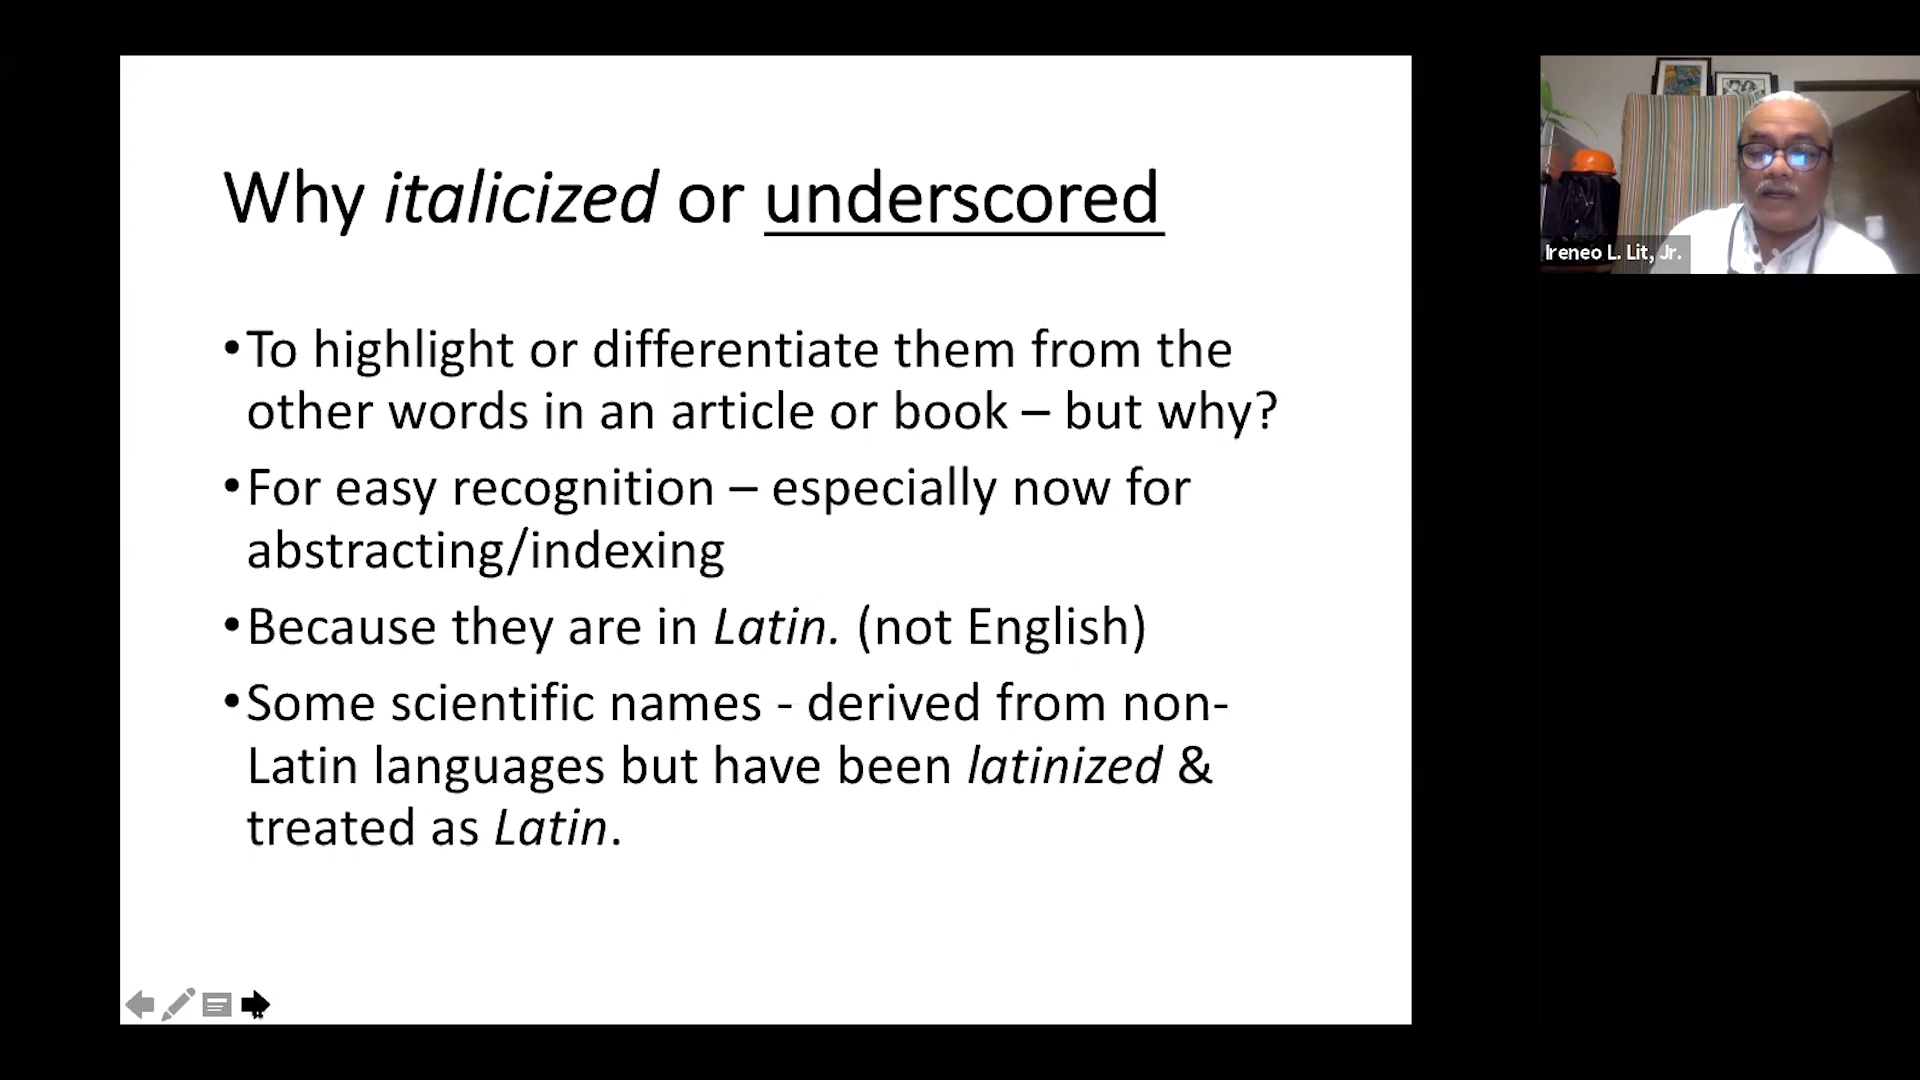 Why italicized or underscored
•To highlight or differentiate them from the
other words in an article or book – but why?
•For easy recognition – especially now for
abstracting/indexing
•Because they are in Latin. (not English)
•Some scientific names - derived from non-
Latin languages but have been latinized &
treated as Latin.
Ireneo L. Lit, Jr.